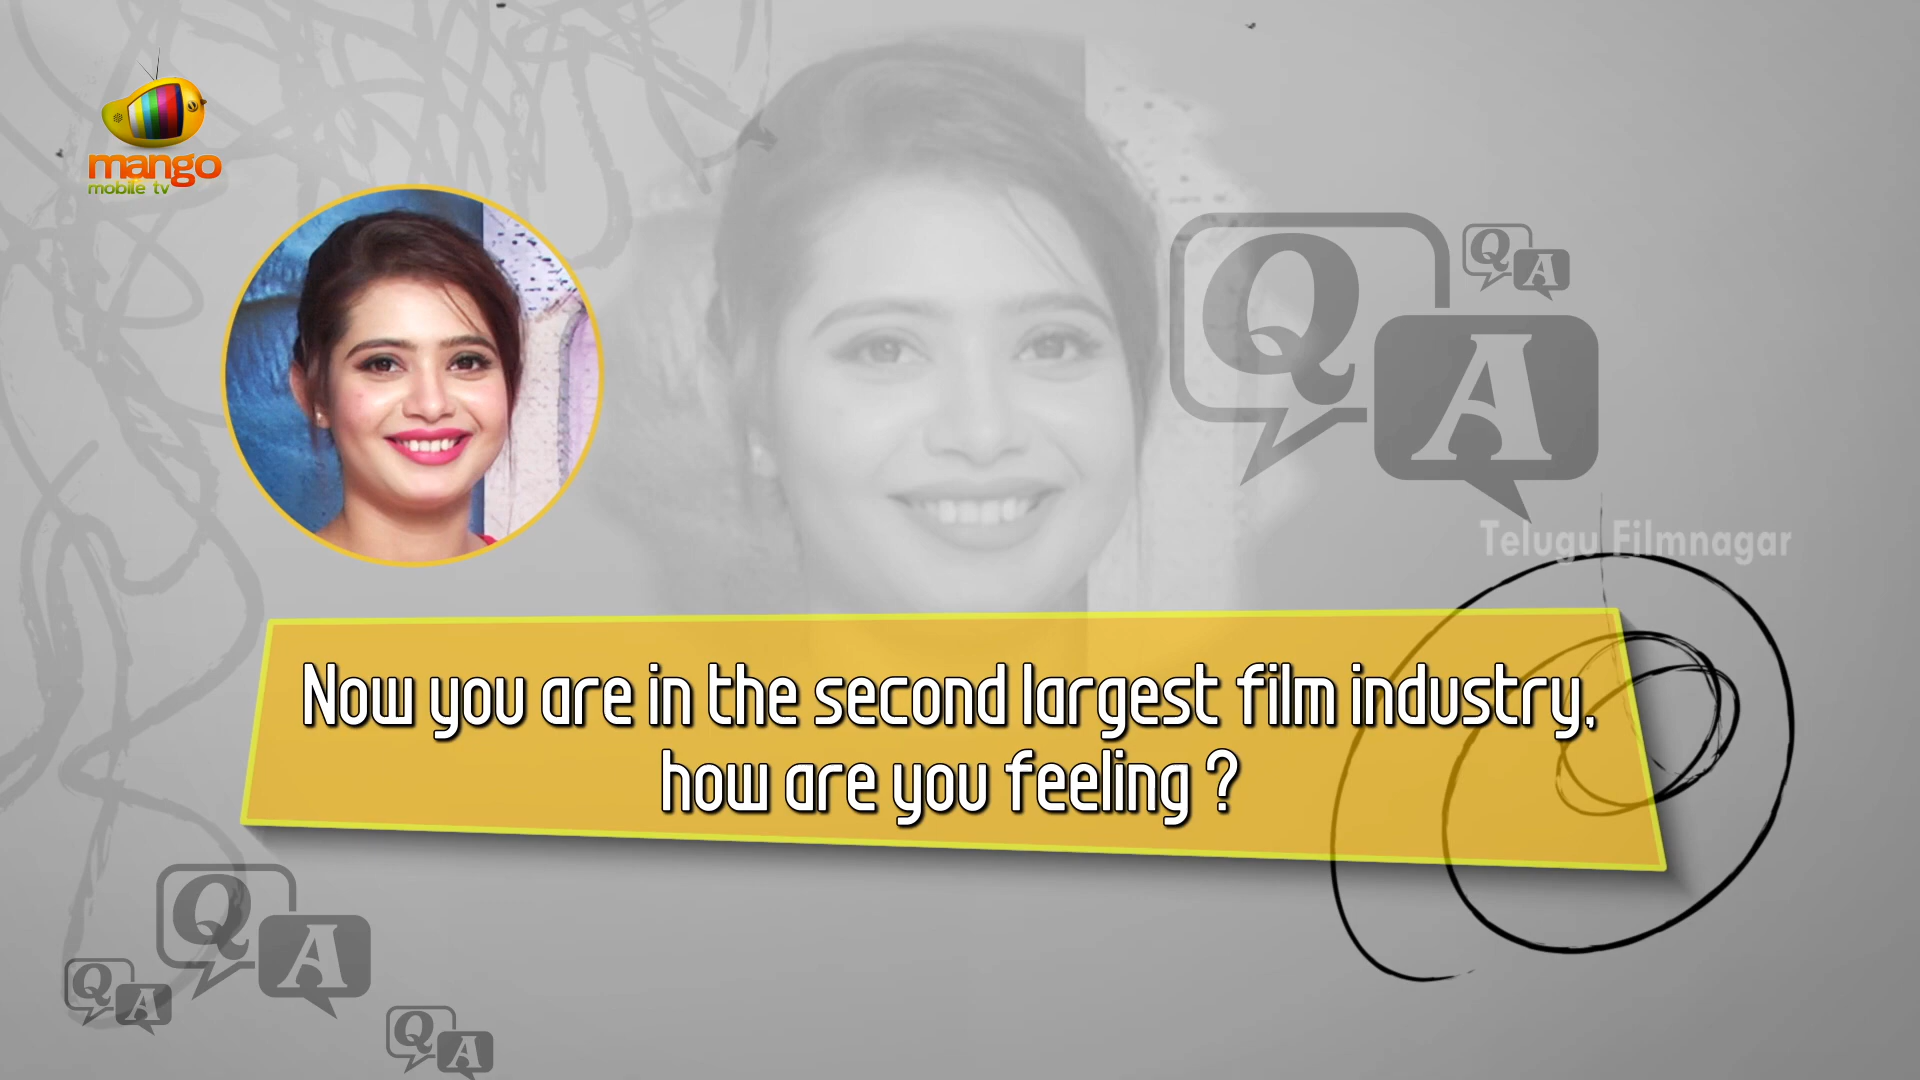 mango
mobile tv
Q
A
Q
A
Telugu Filmnagar
Now you are in the second largest film industry,
how are you feeling ?
Q
A
Q
A
Q
A